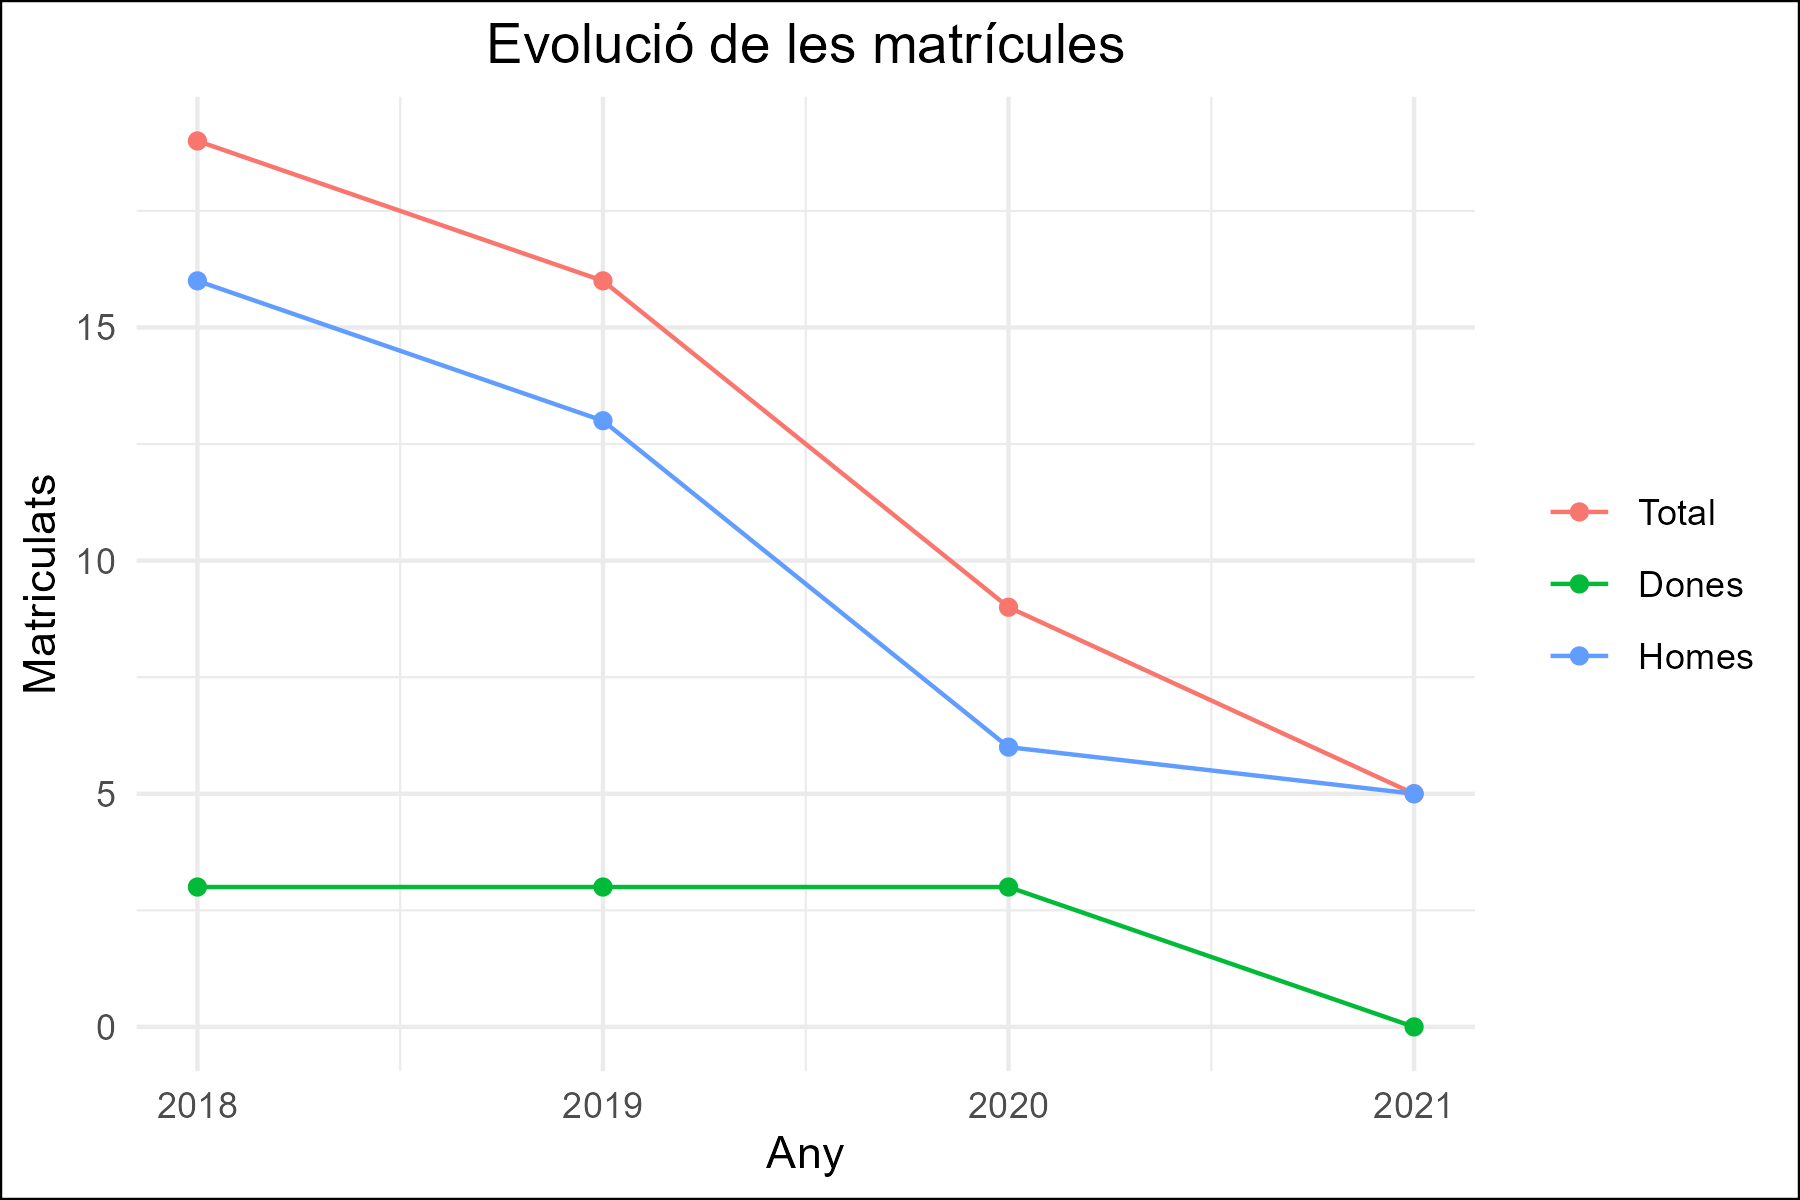 Evolució de les matrícules
Matriculats
15
10
5
0
2018
2019
2020
2021
Any
Total
Dones
Homes